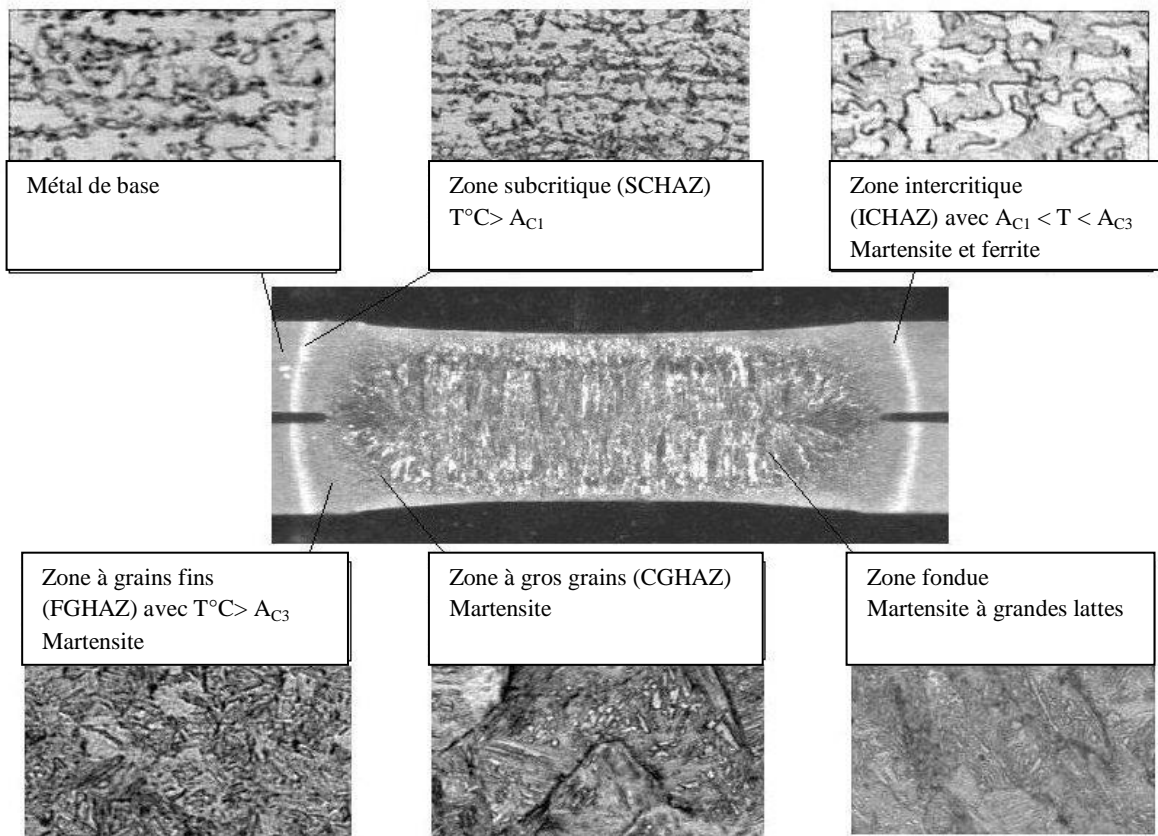 Métal de base
Zone subcritique (SCHAZ)
T°C> AC1
Zone intercritique
(ICHAZ) avec AC1 < T < AC3
Martensite et ferrite
Zone à grains fins
(FGHAZ) avec T°C> AC3
Martensite
Zone à gros grains (CGHAZ)
Martensite
Zone fondue
Martensite à grandes lattes